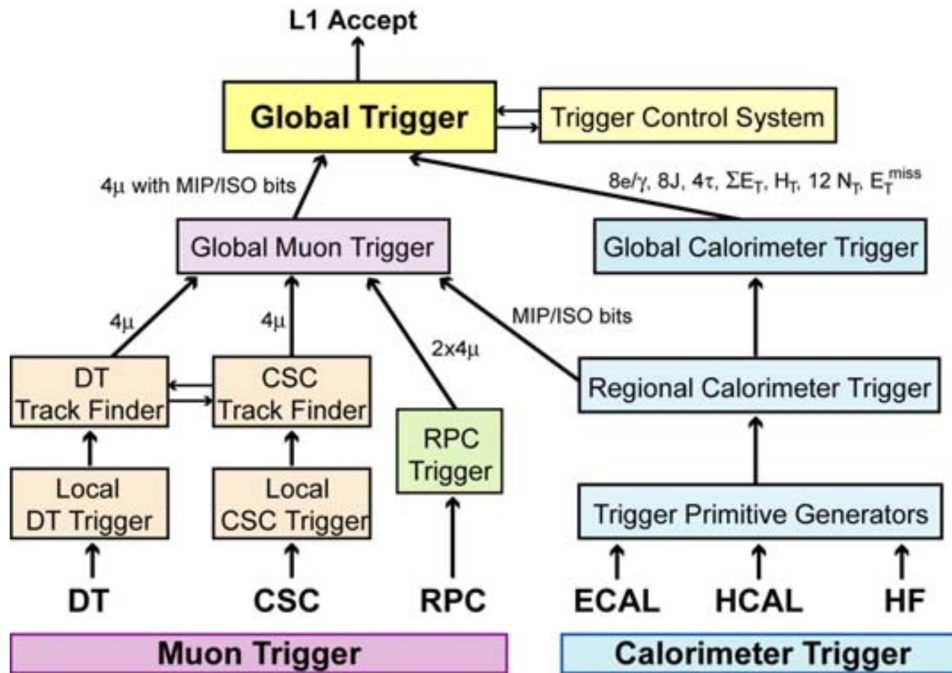 L1 Accept
Global Trigger
Trigger Control System
4μ with MIP/ISO bits
8e/γ, 8J, 4τ, ΣE_T, H_T, 12 N_T, E_T^miss
Global Muon Trigger
Global Calorimeter Trigger
4μ
4μ
2x4μ
MIP/ISO bits
DT
Track Finder
CSC
Track Finder
RPC
Trigger
Regional Calorimeter Trigger
Local
DT Trigger
Local
CSC Trigger
Trigger Primitive Generators
DT
CSC
RPC
ECAL
HCAL
HF
Muon Trigger
Calorimeter Trigger